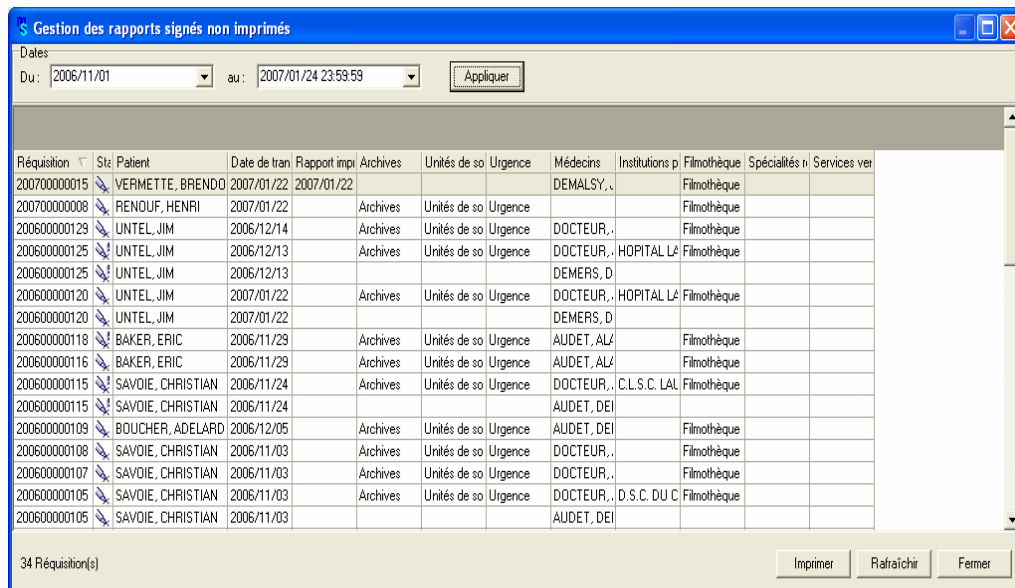 Gestion des rapports signés non imprimés
Dates
Du : 2006/11/01 au : 2007/01/24 23:59:59 Appliquer
Réquisition Sta Patient Date de tran Rapport impr Archives Unités de so Urgence Médecins Institutions p Filmothèque Spécialités r Services ver
200700000015 VERMETTE, BRENDO 2007/01/22 2007/01/22 DEMALSY, Filmothèque
200700000008 RENOUF, HENRI 2007/01/22 Archives Unités de so Urgence Filmothèque
200600000129 UNTEL, JIM 2006/12/14 Archives Unités de so Urgence DOCTEUR, Filmothèque
200600000125 UNTEL, JIM 2006/12/13 Archives Unités de so Urgence DOCTEUR, HOPITAL LA Filmothèque
200600000125 UNTEL, JIM 2006/12/13 DEMERS, D
200600000120 UNTEL, JIM 2007/01/22 Archives Unités de so Urgence DOCTEUR, HOPITAL LA Filmothèque
200600000120 UNTEL, JIM 2007/01/22 DEMERS, D
200600000118 BAKER, ERIC 2006/11/29 Archives Unités de so Urgence AUDET, ALA Filmothèque
200600000116 BAKER, ERIC 2006/11/29 Archives Unités de so Urgence AUDET, ALA Filmothèque
200600000115 SAVOIE, CHRISTIAN 2006/11/24 Archives Unités de so Urgence DOCTEUR, C.L.S.C. LAU Filmothèque
200600000115 SAVOIE, CHRISTIAN 2006/11/24 AUDET, DEI
200600000109 BOUCHER, ADELARD 2006/12/05 Archives Unités de so Urgence AUDET, DEI Filmothèque
200600000108 SAVOIE, CHRISTIAN 2006/11/03 Archives Unités de so Urgence DOCTEUR, Filmothèque
200600000107 SAVOIE, CHRISTIAN 2006/11/03 Archives Unités de so Urgence DOCTEUR, Filmothèque
200600000105 SAVOIE, CHRISTIAN 2006/11/03 Archives Unités de so Urgence DOCTEUR, D.S.C. DU C Filmothèque
200600000105 SAVOIE, CHRISTIAN 2006/11/03 AUDET, DEI
34 Réquisition(s) Imprimer Rafraîchir Fermer